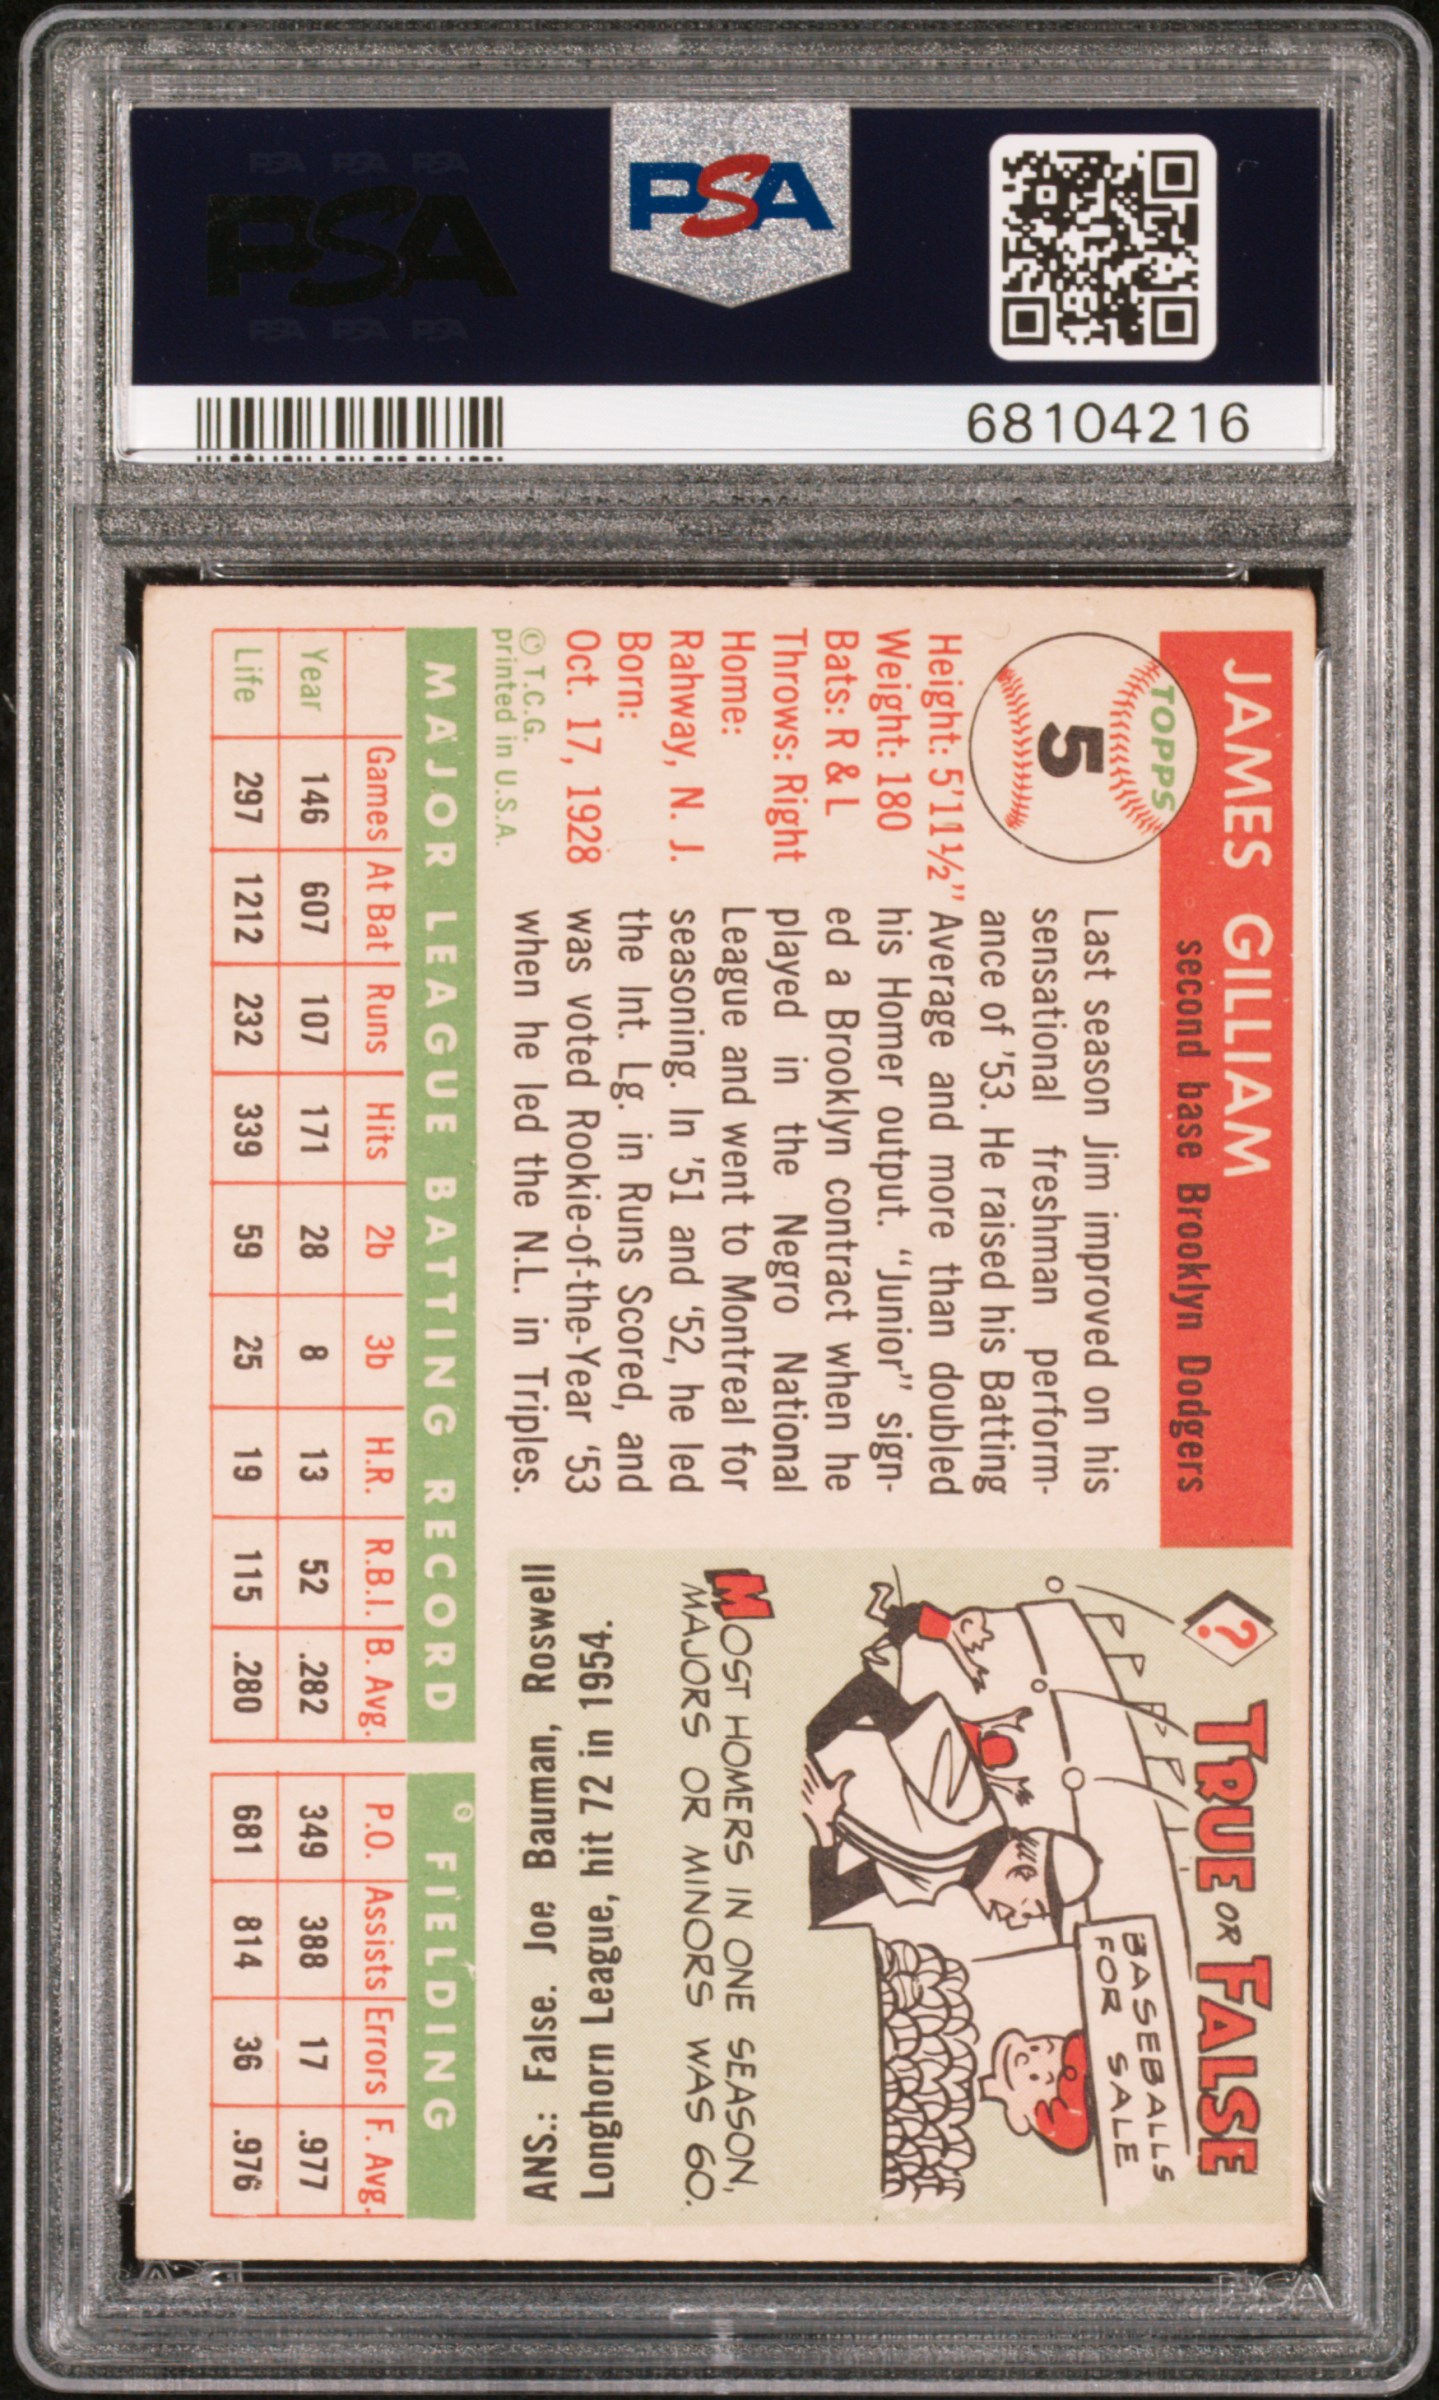 PSA PSA PSA
PSA
PSA PSA PSA
PSA
68104216
JAMES GILLIAM
second base Brooklyn Dodgers
TOPPS
5
Height: 5'11½"
Weight: 180
Bats: R & L
Throws: Right
Home:
Rahway, N. J.
Born:
Oct. 17, 1928
© T.C.G.
printed in U.S.A.
Last season Jim improved on his
sensational freshman perform-
ance of '53. He raised his Batting
Average and more than doubled
his Homer output. "Junior" sign-
ed a Brooklyn contract when he
played in the Negro National
League and went to Montreal for
seasoning. In '51 and '52, he led
the Int. Lg. in Runs Scored, and
was voted Rookie-of-the-Year '53
when he led the N.L. in Triples.
? TRUE OR FALSE
BASEBALLS
FOR SALE
MOST HOMERS IN ONE SEASON,
MAJORS OR MINORS WAS 60.
ANS.: False. Joe Bauman, Roswell
Longhorn League, hit 72 in 1954.
MAJOR LEAGUE BATTING RECORD FIELDING
Games At Bat Runs Hits 2b 3b H.R. R.B.I. B. Avg. P.O. Assists Errors F. Avg.
Year 146 607 107 171 28 8 13 52 .282 349 388 17 .977
Life 297 1212 232 339 59 25 19 115 .280 681 814 36 .976
PSA
PSA